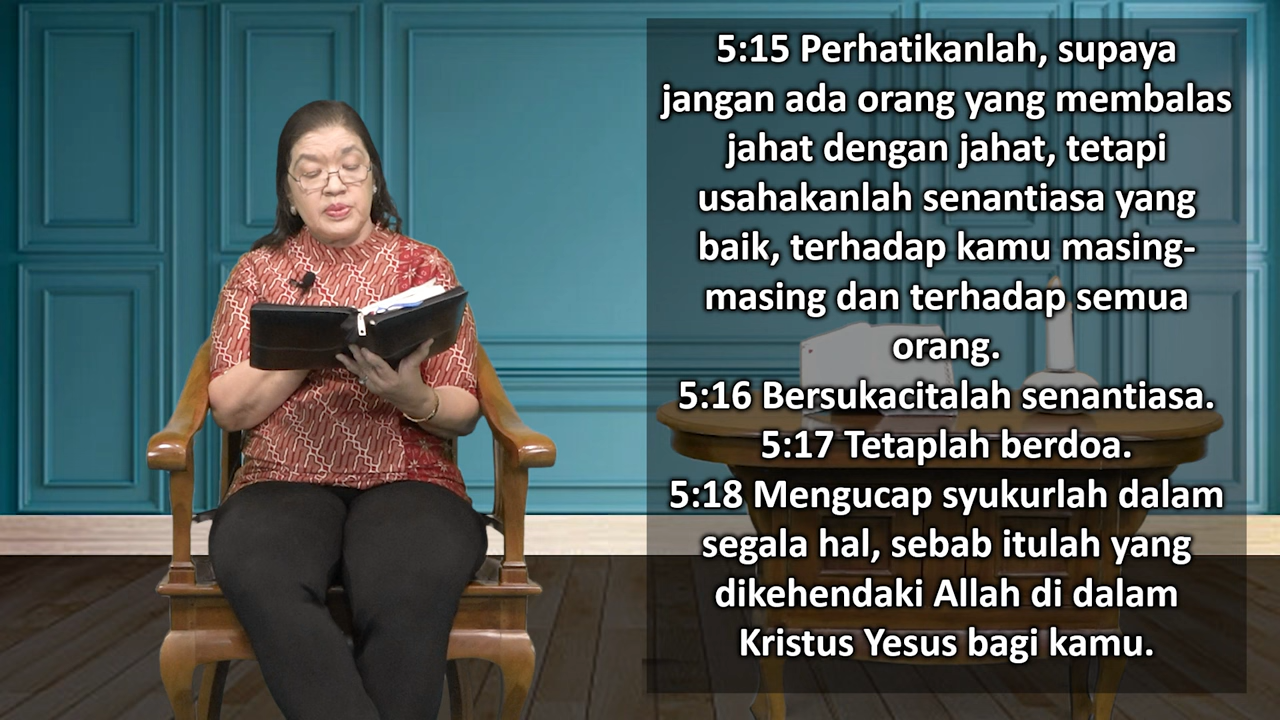 5:15 Perhatikanlah, supaya
jangan ada orang yang membalas
jahat dengan jahat, tetapi
usahakanlah senantiasa yang
baik, terhadap kamu masing-
masing dan terhadap semua
orang.
5:16 Bersukacitalah senantiasa.
5:17 Tetaplah berdoa.
5:18 Mengucap syukurlah dalam
segala hal, sebab itulah yang
dikehendaki Allah di dalam
Kristus Yesus bagi kamu.